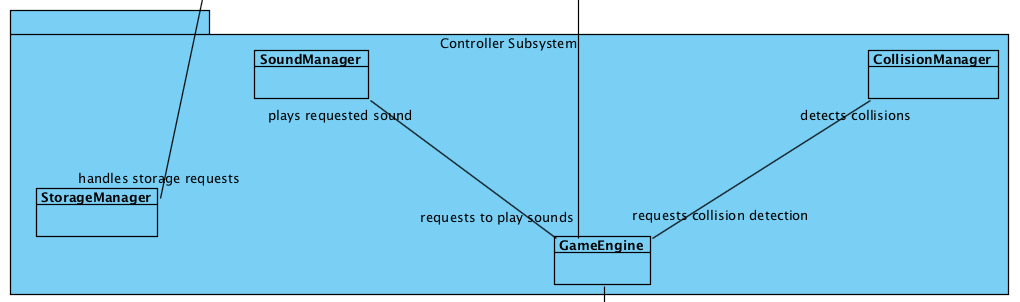 Controller Subsystem
SoundManager
CollisionManager
plays requested sound
detects collisions
handles storage requests
StorageManager
requests to play sounds
requests collision detection
GameEngine